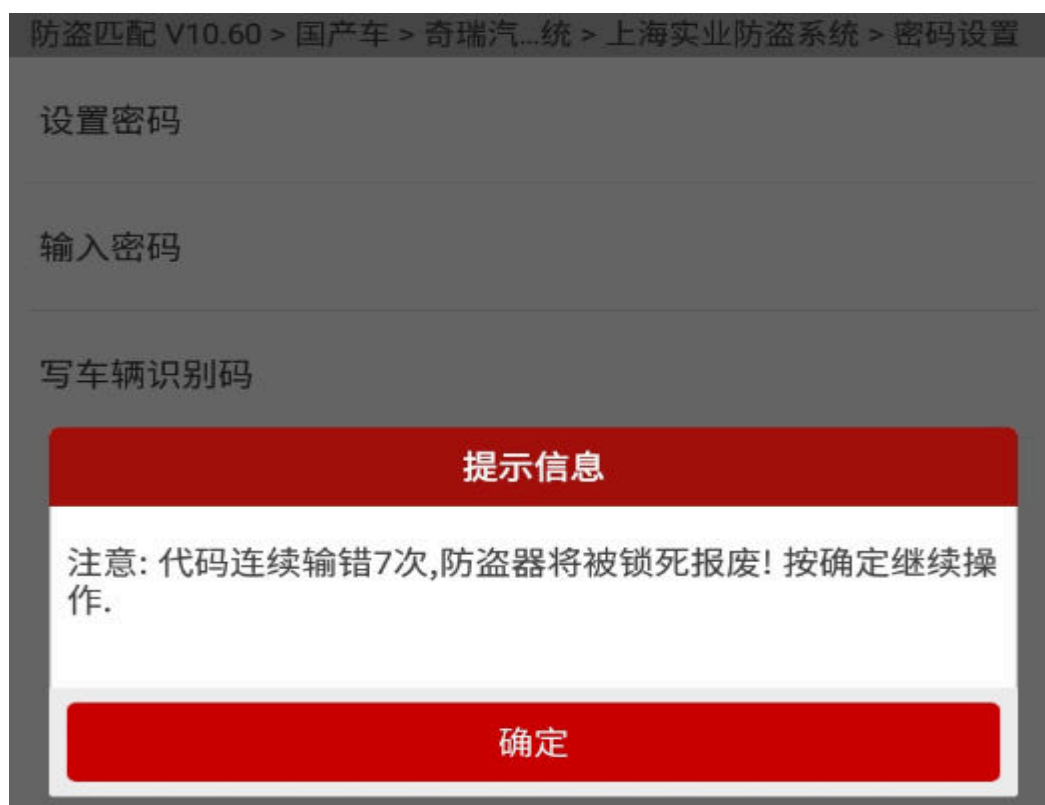 防盗匹配 V10.60 > 国产车 > 奇瑞汽...统 > 上海实业防盗系统 > 密码设置
设置密码
输入密码
写车辆识别码
提示信息
注意: 代码连续输错7次,防盗器将被锁死报废! 按确定继续操
作.
确定